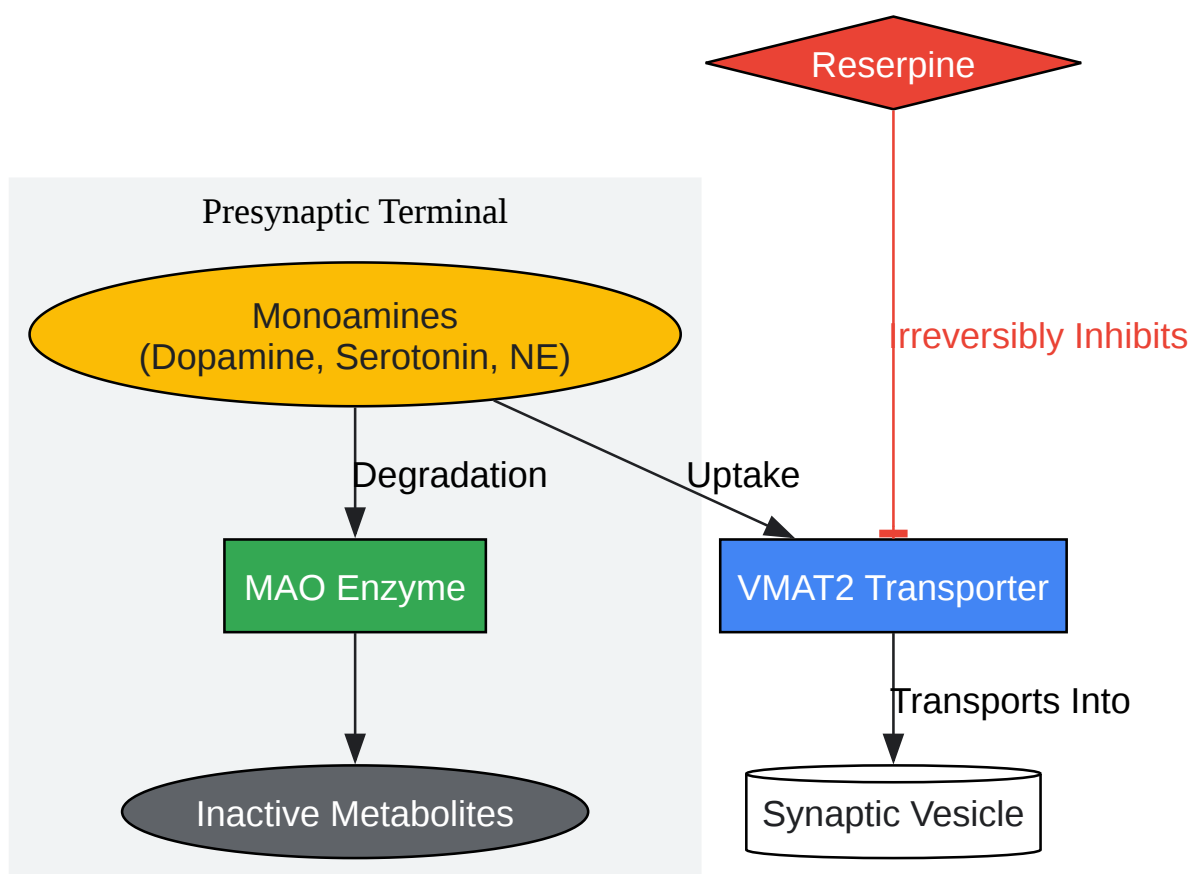 Reserpine
Presynaptic Terminal
Monoamines
(Dopamine, Serotonin, NE)
Irreversibly Inhibits
Degradation
Uptake
MAO Enzyme
VMAT2 Transporter
Transports Into
Inactive Metabolites
Synaptic Vesicle